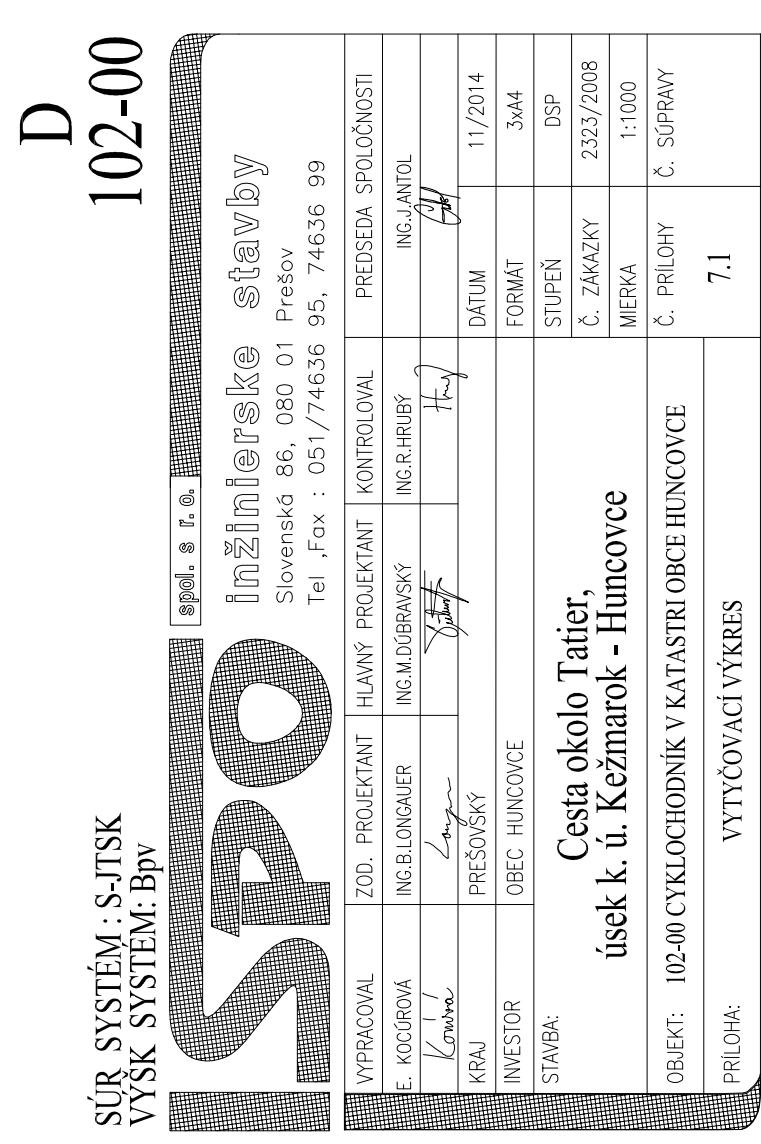 SÚR SYSTÉM : S-JTSK
VÝŠK SYSTÉM: Bpv
D
102-00
ISPO
spol. s r. o.
inžinierske stavby
Slovenská 86, 080 01 Prešov
Tel ,Fax : 051/74636 95, 74636 99
VYPRACOVAL ZOD. PROJEKTANT HLAVNÝ PROJEKTANT KONTROLOVAL PREDSEDA SPOLOČNOSTI
E. KOCÚROVÁ ING.B.LONGAUER ING.M.DÚBRAVSKÝ ING.R.HRUBÝ ING.J.ANTOL
KRAJ PREŠOVSKÝ DÁTUM 11/2014
INVESTOR OBEC HUNCOVCE FORMÁT 3xA4
STAVBA: Cesta okolo Tatier,
úsek k. ú. Kežmarok - Huncovce
STUPEŇ DSP
Č. ZÁKAZKY 2323/2008
MIERKA 1:1000
OBJEKT: 102-00 CYKLOCHODNÍK V KATASTRI OBCE HUNCOVCE
Č. PRÍLOHY Č. SÚPRAVY
PRÍLOHA: VYTYČOVACÍ VÝKRES 7.1